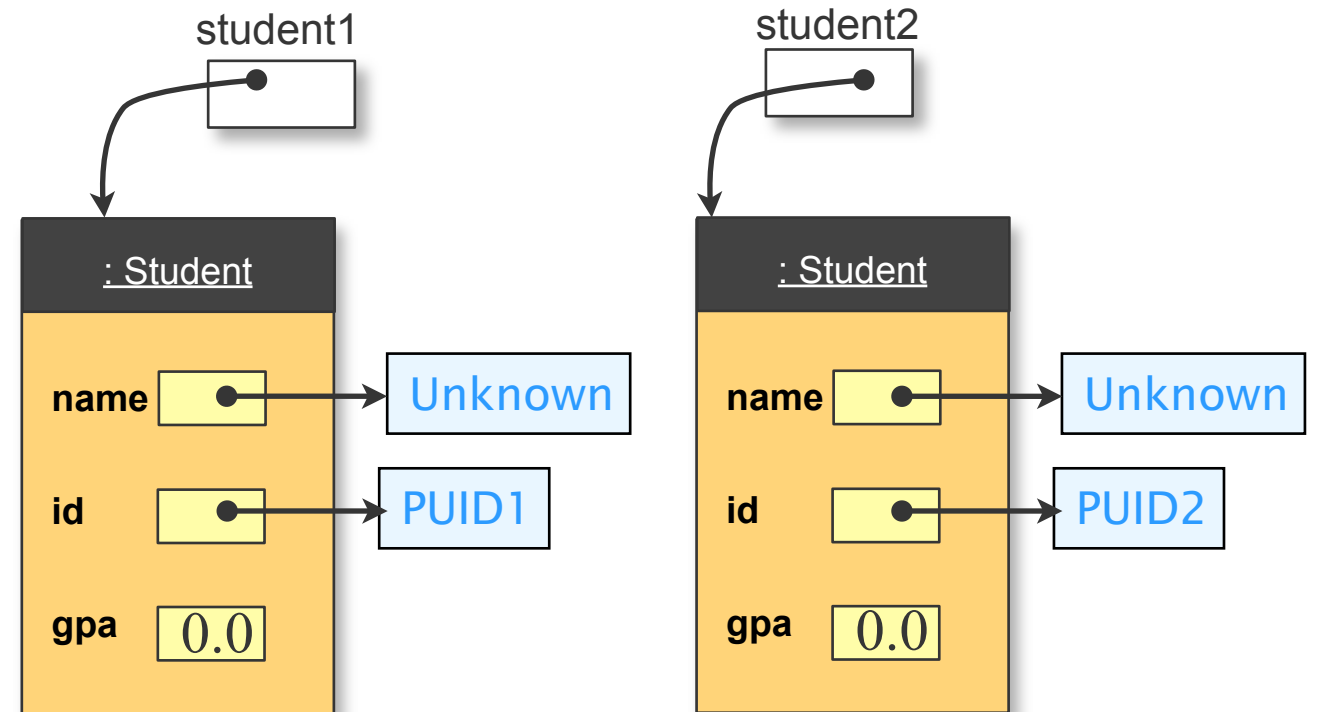 student1
student2
: Student
: Student
name
Unknown
name
Unknown
id
PUID1
id
PUID2
gpa
0.0
gpa
0.0